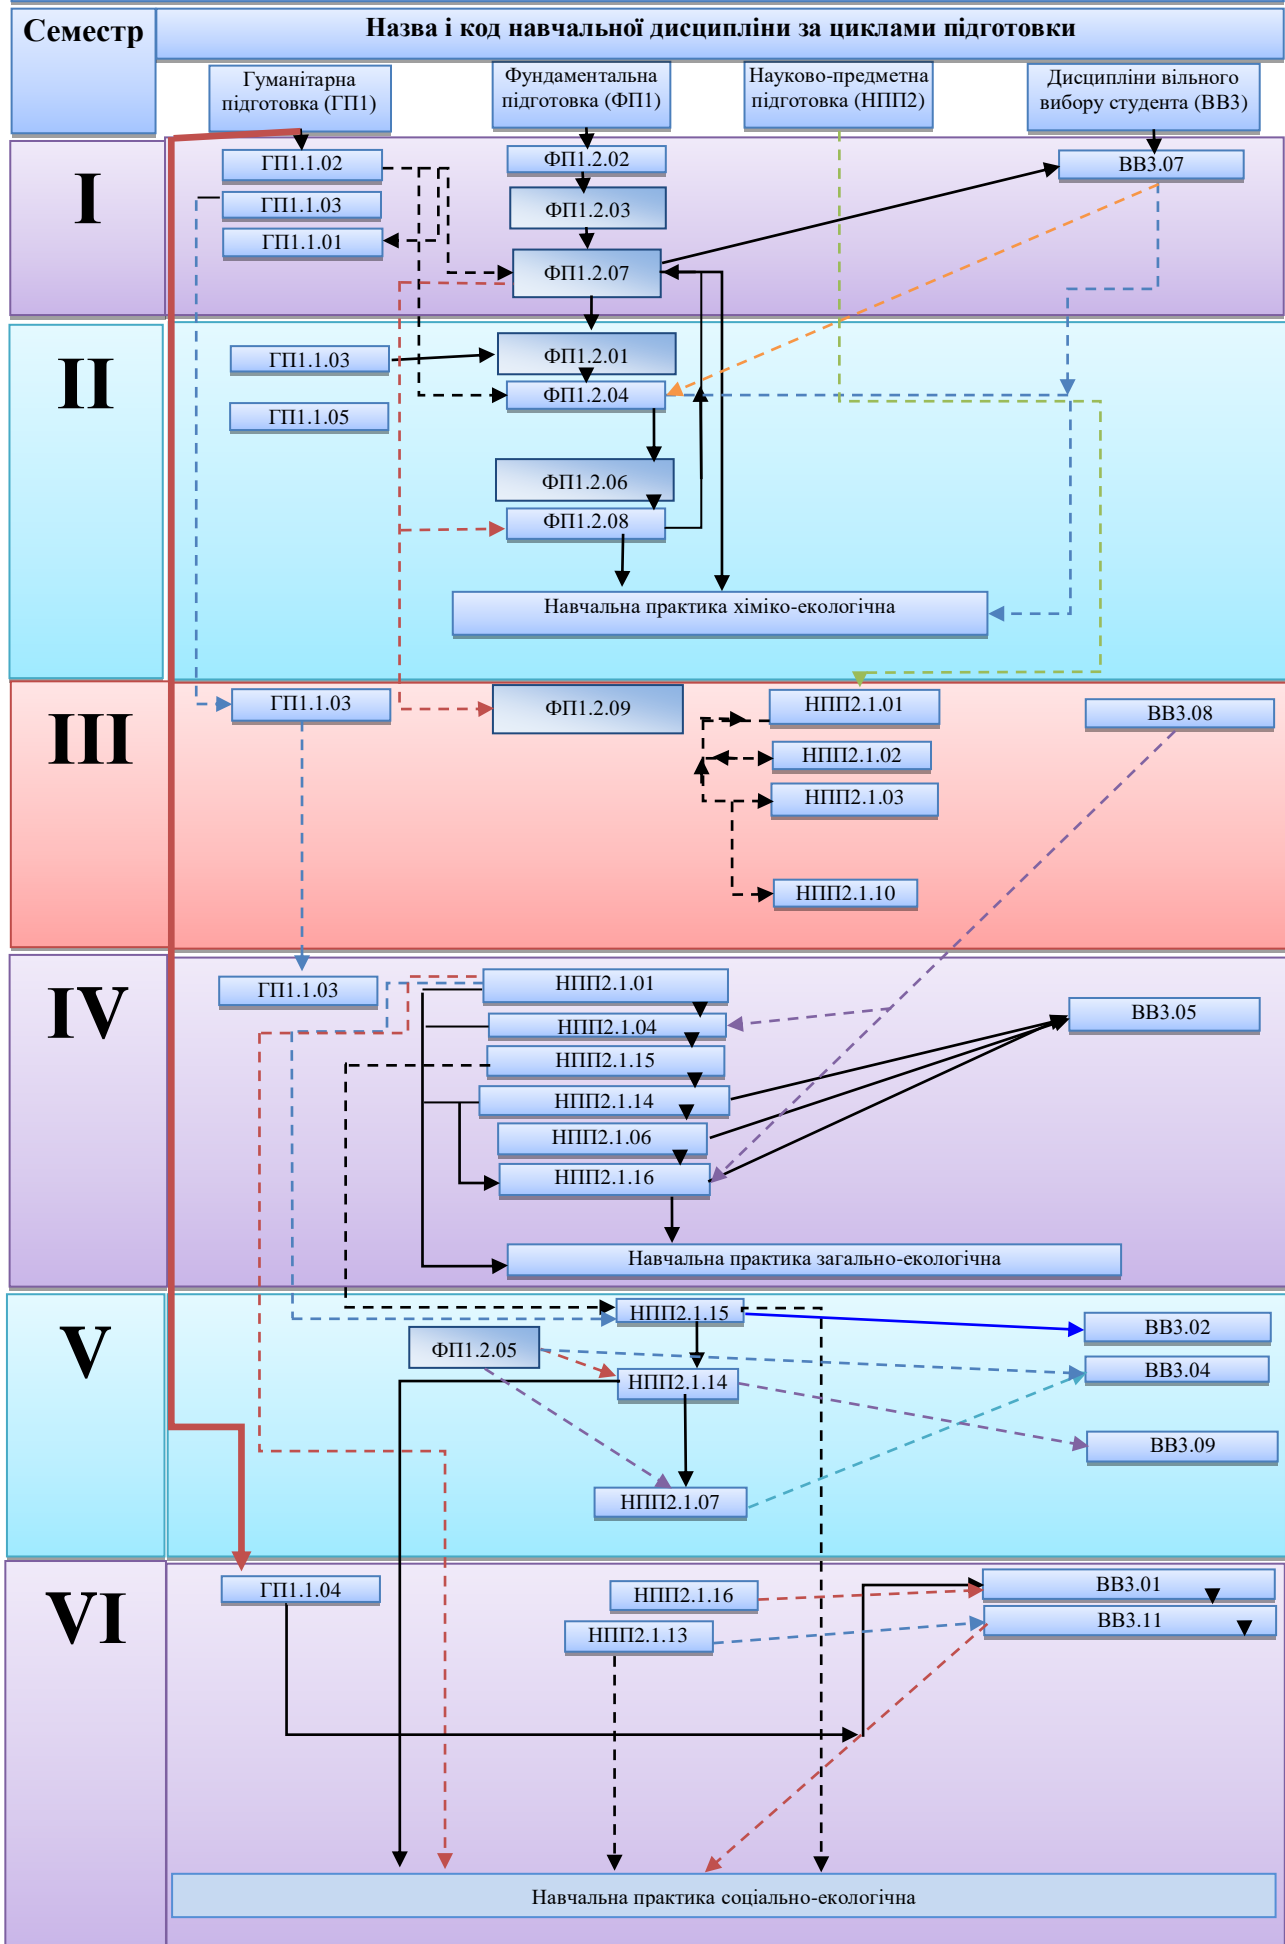 Семестр
Назва і код навчальної дисципліни за циклами підготовки
Гуманітарна
підготовка (ГП1)
Фундаментальна
підготовка (ФП1)
Науково-предметна
підготовка (НПП2)
Дисципліни вільного
вибору студента (ВВ3)
I
ГП1.1.02
ФП1.2.02
ВВ3.07
ГП1.1.03
ФП1.2.03
ГП1.1.01
ФП1.2.07
II
ГП1.1.03
ФП1.2.01
ФП1.2.04
ГП1.1.05
ФП1.2.06
ФП1.2.08
Навчальна практика хіміко-екологічна
III
ГП1.1.03
ФП1.2.09
НПП2.1.01
ВВ3.08
НПП2.1.02
НПП2.1.03
НПП2.1.10
IV
ГП1.1.03
НПП2.1.01
ВВ3.05
НПП2.1.04
НПП2.1.15
НПП2.1.14
НПП2.1.06
НПП2.1.16
Навчальна практика загально-екологічна
V
НПП2.1.15
ВВ3.02
ФП1.2.05
ВВ3.04
НПП2.1.14
ВВ3.09
НПП2.1.07
VI
ГП1.1.04
НПП2.1.16
ВВ3.01
НПП2.1.13
ВВ3.11
Навчальна практика соціально-екологічна